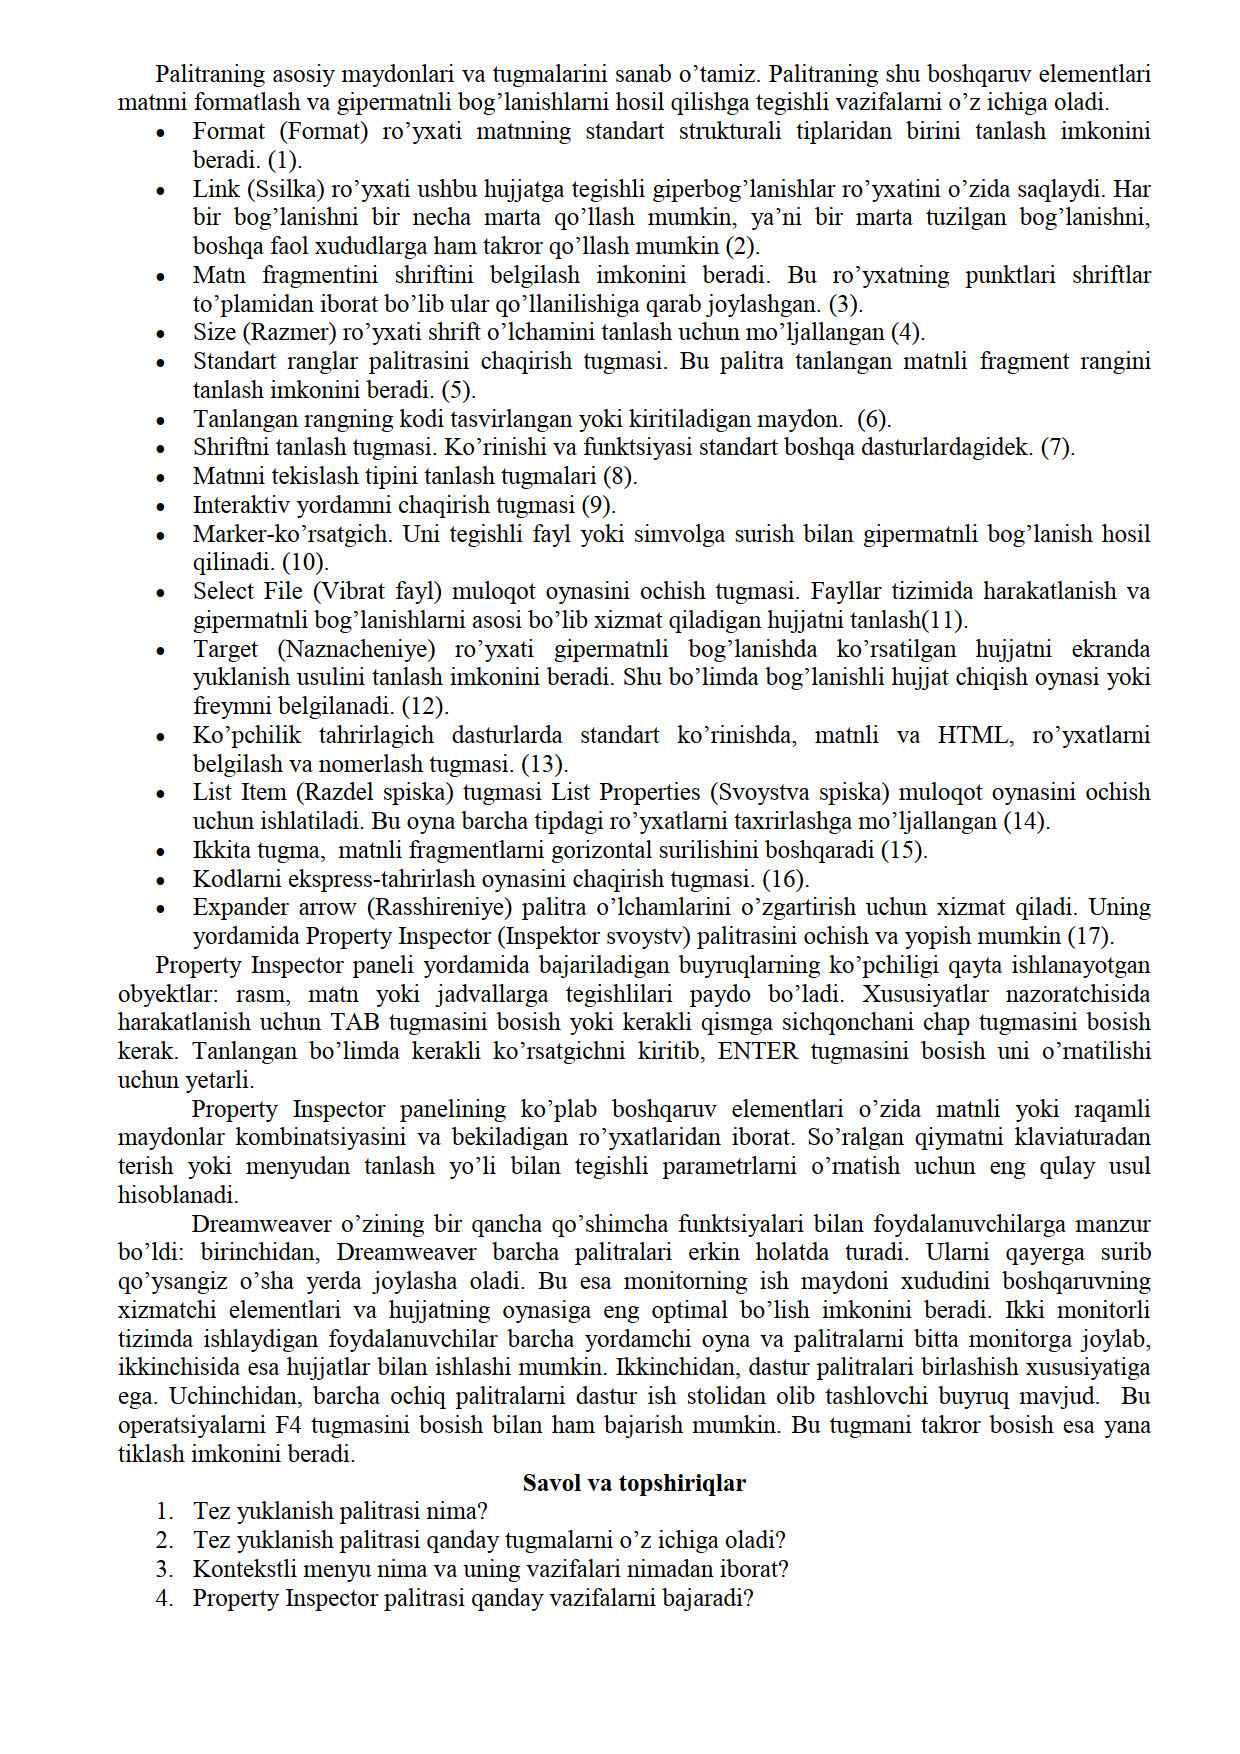 Palitraning asosiy maydonlari va tugmalarini sanab o’tamiz. Palitraning shu boshqaruv elementlari
matnni formatlash va gipermatnli bog’lanishlarni hosil qilishga tegishli vazifalarni o’z ichiga oladi.
• Format (Format) ro’yxati matnning standart strukturali tiplaridan birini tanlash imkonini
beradi. (1).
• Link (Ssilka) ro’yxati ushbu hujjatga tegishli giperbog’lanishlar ro’yxatini o’zida saqlaydi. Har
bir bog’lanishni bir necha marta qo’llash mumkin, ya’ni bir marta tuzilgan bog’lanishni,
boshqa faol xududlarga ham takror qo’llash mumkin (2).
• Matn fragmentini shriftini belgilash imkonini beradi. Bu ro’yxatning punktlari shriftlar
to’plamidan iborat bo’lib ular qo’llanilishiga qarab joylashgan. (3).
• Size (Razmer) ro’yxati shrift o’lchamini tanlash uchun mo’ljallangan (4).
• Standart ranglar palitrasini chaqirish tugmasi. Bu palitra tanlangan matnli fragment rangini
tanlash imkonini beradi. (5).
• Tanlangan rangning kodi tasvirlangan yoki kiritiladigan maydon.  (6).
• Shriftni tanlash tugmasi. Ko’rinishi va funktsiyasi standart boshqa dasturlardagidek. (7).
• Matnni tekislash tipini tanlash tugmalari (8).
• Interaktiv yordamni chaqirish tugmasi (9).
• Marker-ko’rsatgich. Uni tegishli fayl yoki simvolga surish bilan gipermatnli bog’lanish hosil
qilinadi. (10).
• Select File (Vibrat fayl) muloqot oynasini ochish tugmasi. Fayllar tizimida harakatlanish va
gipermatnli bog’lanishlarni asosi bo’lib xizmat qiladigan hujjatni tanlash(11).
• Target (Naznacheniye) ro’yxati gipermatnli bog’lanishda ko’rsatilgan hujjatni ekranda
yuklanish usulini tanlash imkonini beradi. Shu bo’limda bog’lanishli hujjat chiqish oynasi yoki
freymni belgilanadi. (12).
• Ko’pchilik tahrirlagich dasturlarda standart ko’rinishda, matnli va HTML, ro’yxatlarni
belgilash va nomerlash tugmasi. (13).
• List Item (Razdel spiska) tugmasi List Properties (Svoystva spiska) muloqot oynasini ochish
uchun ishlatiladi. Bu oyna barcha tipdagi ro’yxatlarni taxrirlashga mo’ljallangan (14).
• Ikkita tugma,  matnli fragmentlarni gorizontal surilishini boshqaradi (15).
• Kodlarni ekspress-tahrirlash oynasini chaqirish tugmasi. (16).
• Expander arrow (Rasshireniye) palitra o’lchamlarini o’zgartirish uchun xizmat qiladi. Uning
yordamida Property Inspector (Inspektor svoystv) palitrasini ochish va yopish mumkin (17).
Property Inspector paneli yordamida bajariladigan buyruqlarning ko’pchiligi qayta ishlanayotgan
obyektlar: rasm, matn yoki jadvallarga tegishlilari paydo bo’ladi. Xususiyatlar nazoratchisida
harakatlanish uchun TAB tugmasini bosish yoki kerakli qismga sichqonchani chap tugmasini bosish
kerak. Tanlangan bo’limda kerakli ko’rsatgichni kiritib, ENTER tugmasini bosish uni o’rnatilishi
uchun yetarli.
Property Inspector panelining ko’plab boshqaruv elementlari o’zida matnli yoki raqamli
maydonlar kombinatsiyasini va bekiladigan ro’yxatlaridan iborat. So’ralgan qiymatni klaviaturadan
terish yoki menyudan tanlash yo’li bilan tegishli parametrlarni o’rnatish uchun eng qulay usul
hisoblanadi.
Dreamweaver o’zining bir qancha qo’shimcha funktsiyalari bilan foydalanuvchilarga manzur
bo’ldi: birinchidan, Dreamweaver barcha palitralari erkin holatda turadi. Ularni qayerga surib
qo’ysangiz o’sha yerda joylasha oladi. Bu esa monitorning ish maydoni xududini boshqaruvning
xizmatchi elementlari va hujjatning oynasiga eng optimal bo’lish imkonini beradi. Ikki monitorli
tizimda ishlaydigan foydalanuvchilar barcha yordamchi oyna va palitralarni bitta monitorga joylab,
ikkinchisida esa hujjatlar bilan ishlashi mumkin. Ikkinchidan, dastur palitralari birlashish xususiyatiga
ega. Uchinchidan, barcha ochiq palitralarni dastur ish stolidan olib tashlovchi buyruq mavjud.  Bu
operatsiyalarni F4 tugmasini bosish bilan ham bajarish mumkin. Bu tugmani takror bosish esa yana
tiklash imkonini beradi.
Savol va topshiriqlar
1. Tez yuklanish palitrasi nima?
2. Tez yuklanish palitrasi qanday tugmalarni o’z ichiga oladi?
3. Kontekstli menyu nima va uning vazifalari nimadan iborat?
4. Property Inspector palitrasi qanday vazifalarni bajaradi?